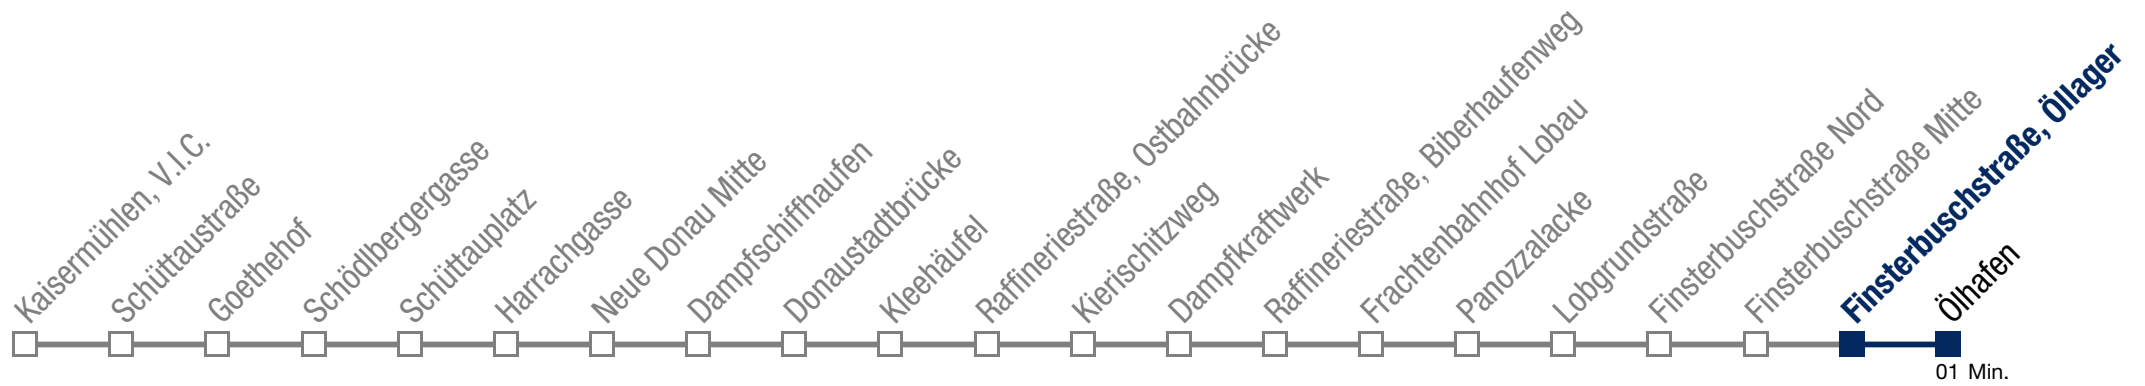 Kaisermühlen, V.I.C.
Schüttaustraße
Goethehof
Schödlbergergasse
Schüttauplatz
Harrachgasse
Neue Donau Mitte
Dampfschiffhaufen
Donaustadtbrücke
Kleehäufel
Raffineriestraße, Ostbahnbrücke
Kierischitzweg
Dampfkraftwerk
Raffineriestraße, Biberhaufenweg
Frachtenbahnhof Lobau
Panozzalacke
Lobgrundstraße
Finsterbuschstraße Nord
Finsterbuschstraße Mitte
Finsterbuschstraße, Öllager
Ölhafen
01 Min.